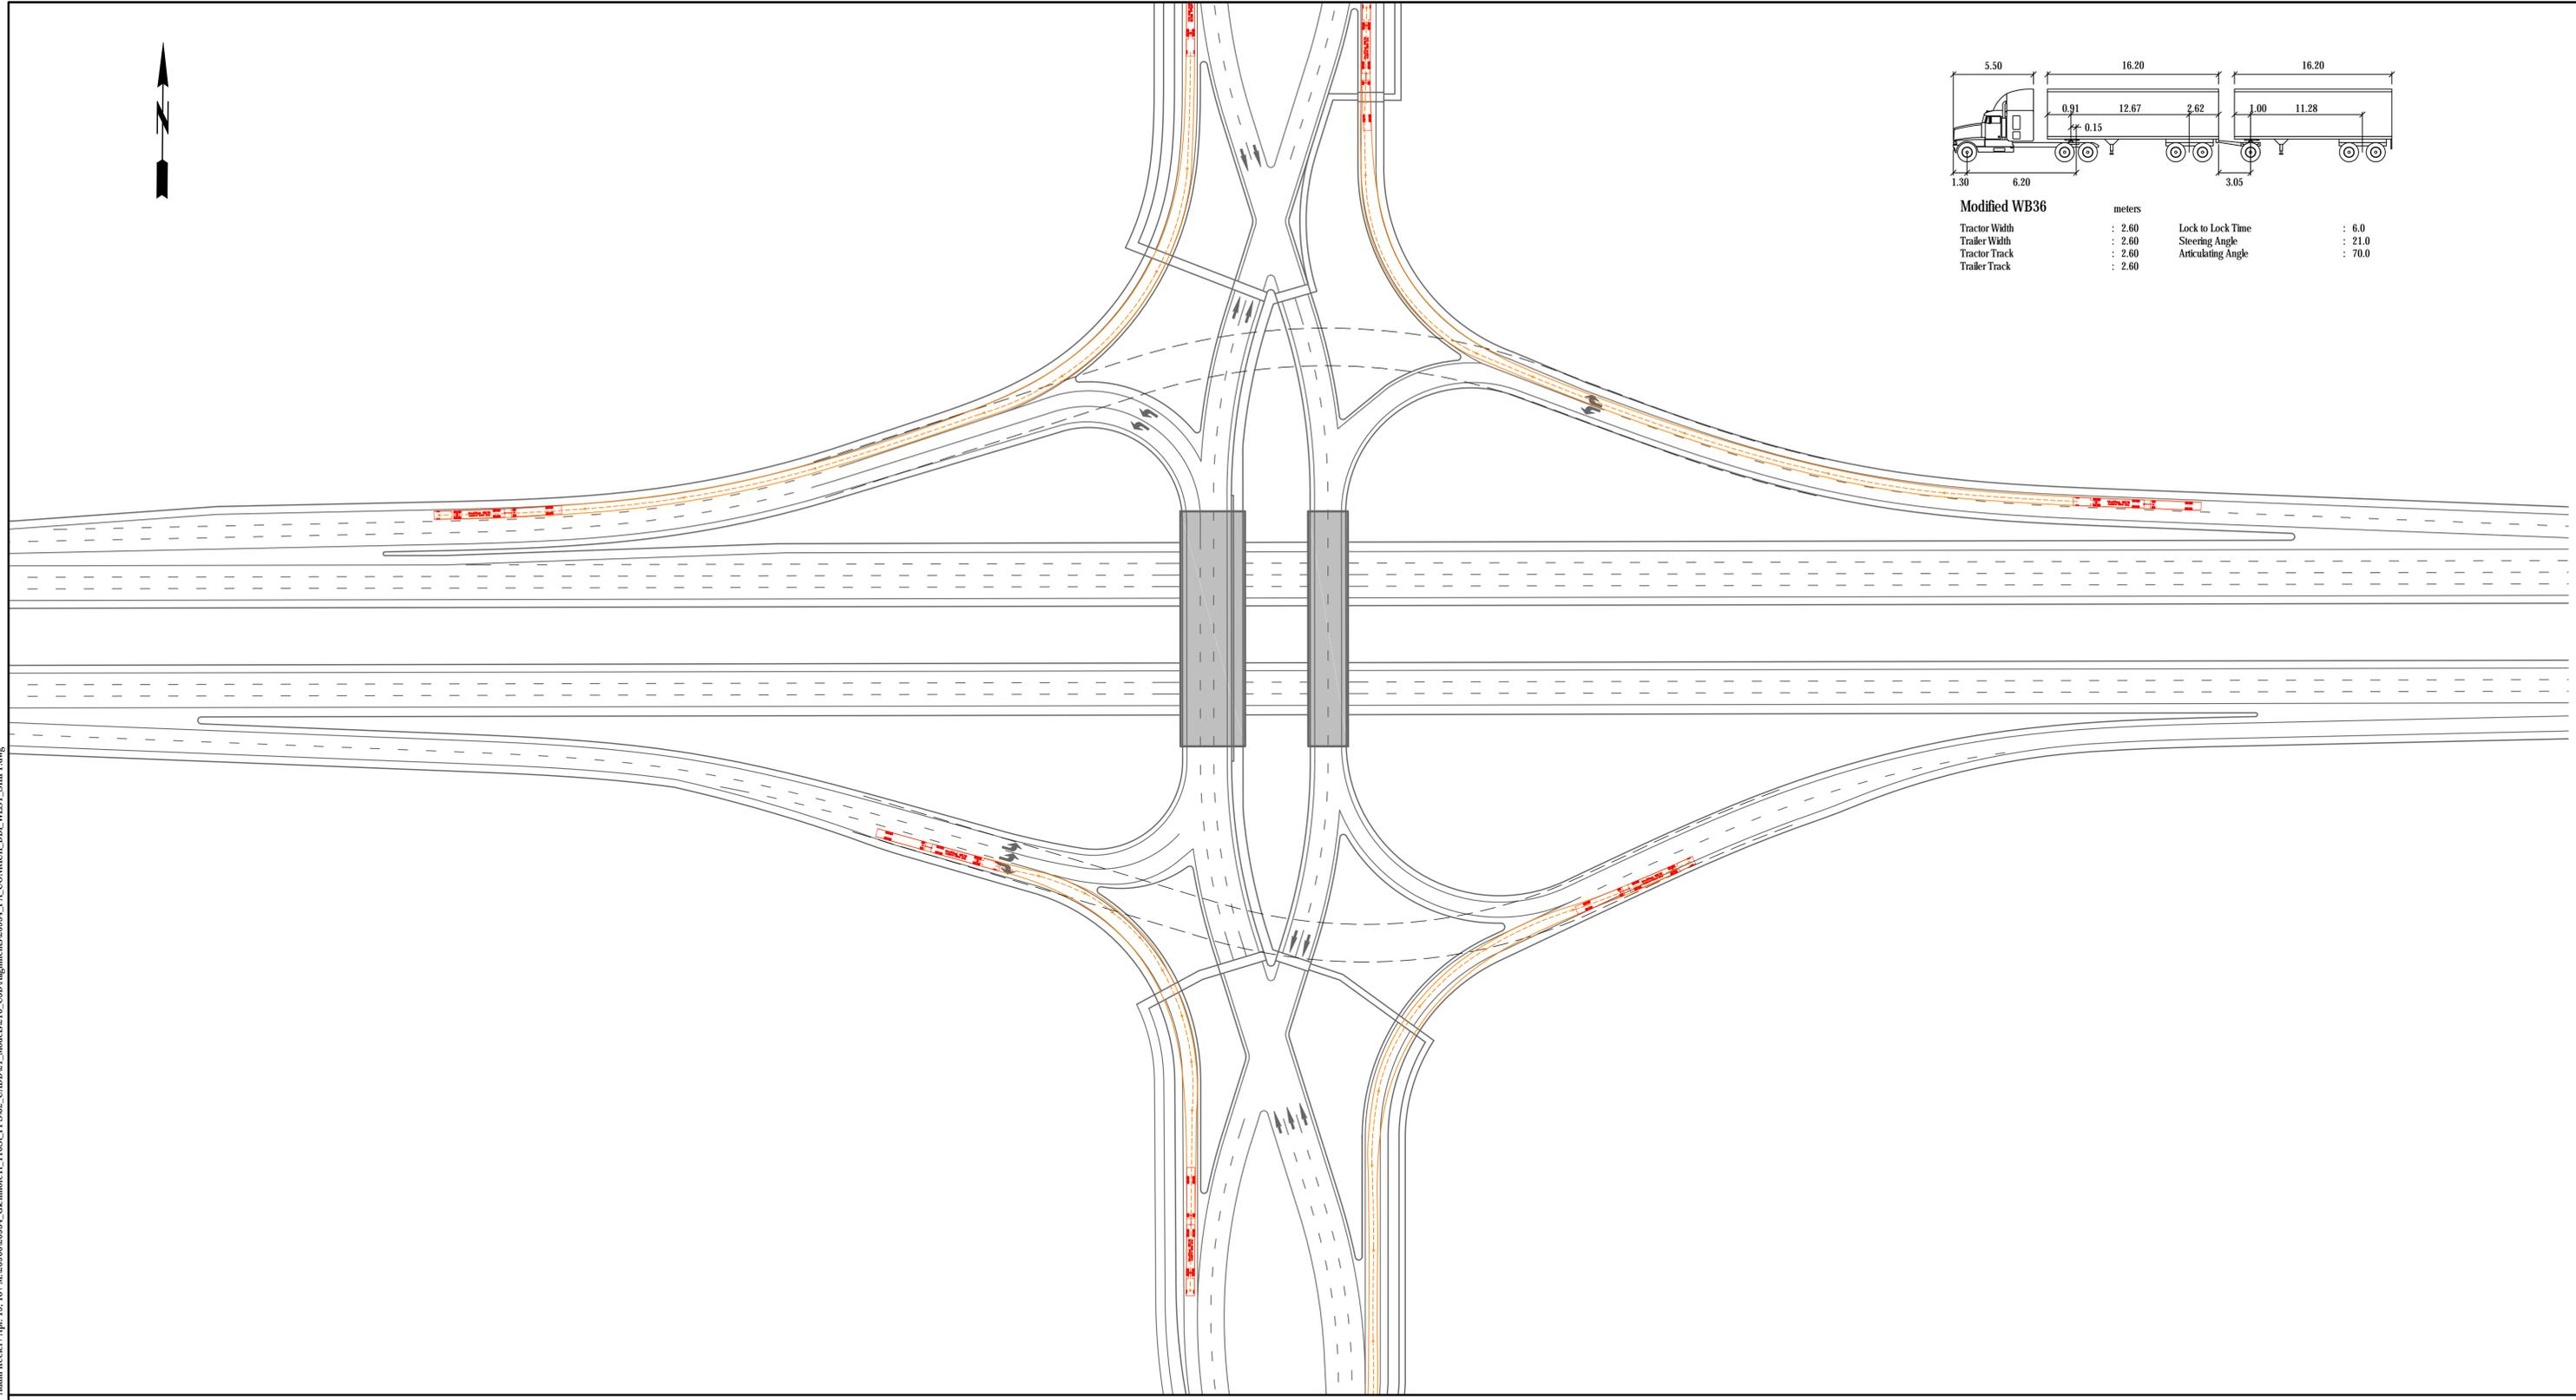 N
5.50 16.20 16.20
0.91 12.67 2.62 1.00 11.28
0.15
1.30 6.20 3.05
Modified WB36 meters
Tractor Width : 2.60 Lock to Lock Time : 6.0
Trailer Width : 2.60 Steering Angle : 21.0
Tractor Track : 2.60 Articulating Angle : 70.0
Trailer Track : 2.60